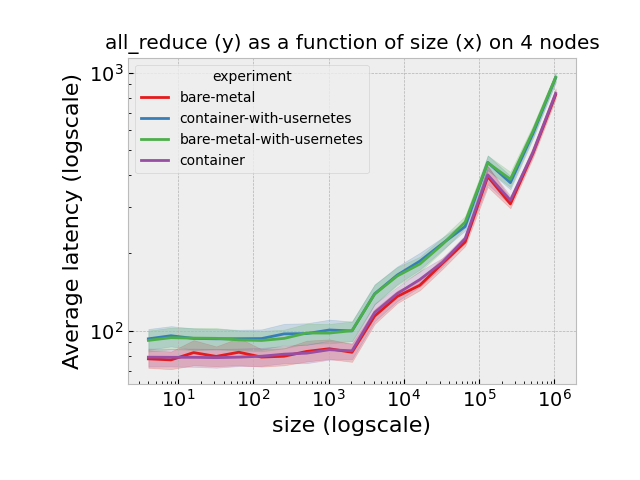 all_reduce (y) as a function of size (x) on 4 nodes
Average latency (logscale)
10³
10²
experiment
bare-metal
container-with-usernetes
bare-metal-with-usernetes
container
10¹ 10² 10³ 10⁴ 10⁵ 10⁶
size (logscale)